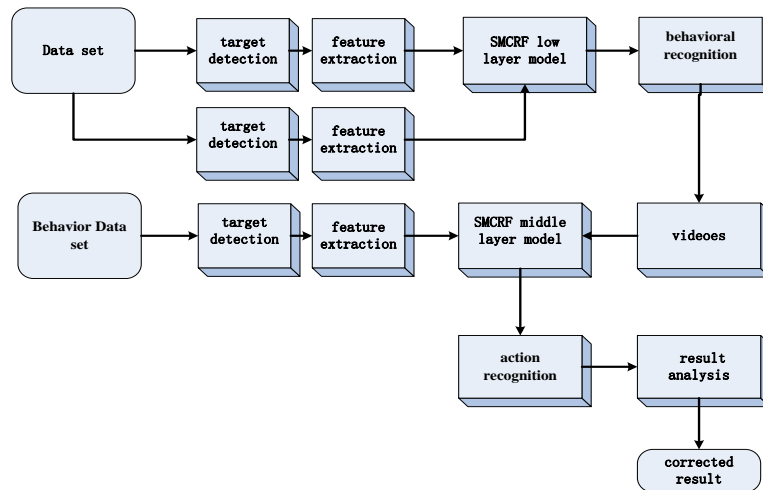 Data set
target
detection
feature
extraction
SMCRF low
layer model
behavioral
recognition
target
detection
feature
extraction
Behavior Data
set
target
detection
feature
extraction
SMCRF middle
layer model
videoes
action
recognition
result
analysis
corrected
result